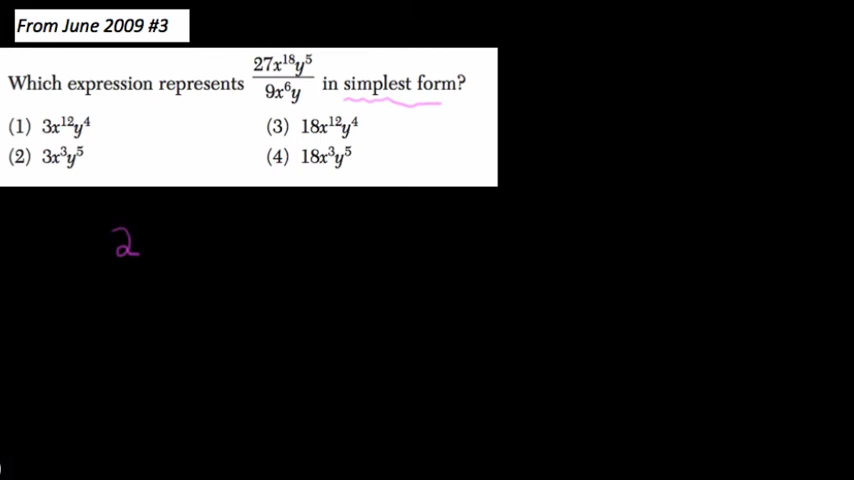 From June 2009 #3
Which expression represents 27x¹⁸y⁵/9x⁶y in simplest form?
(1) 3x¹²y⁴ (3) 18x¹²y⁴
(2) 3x³y⁵ (4) 18x³y⁵
2